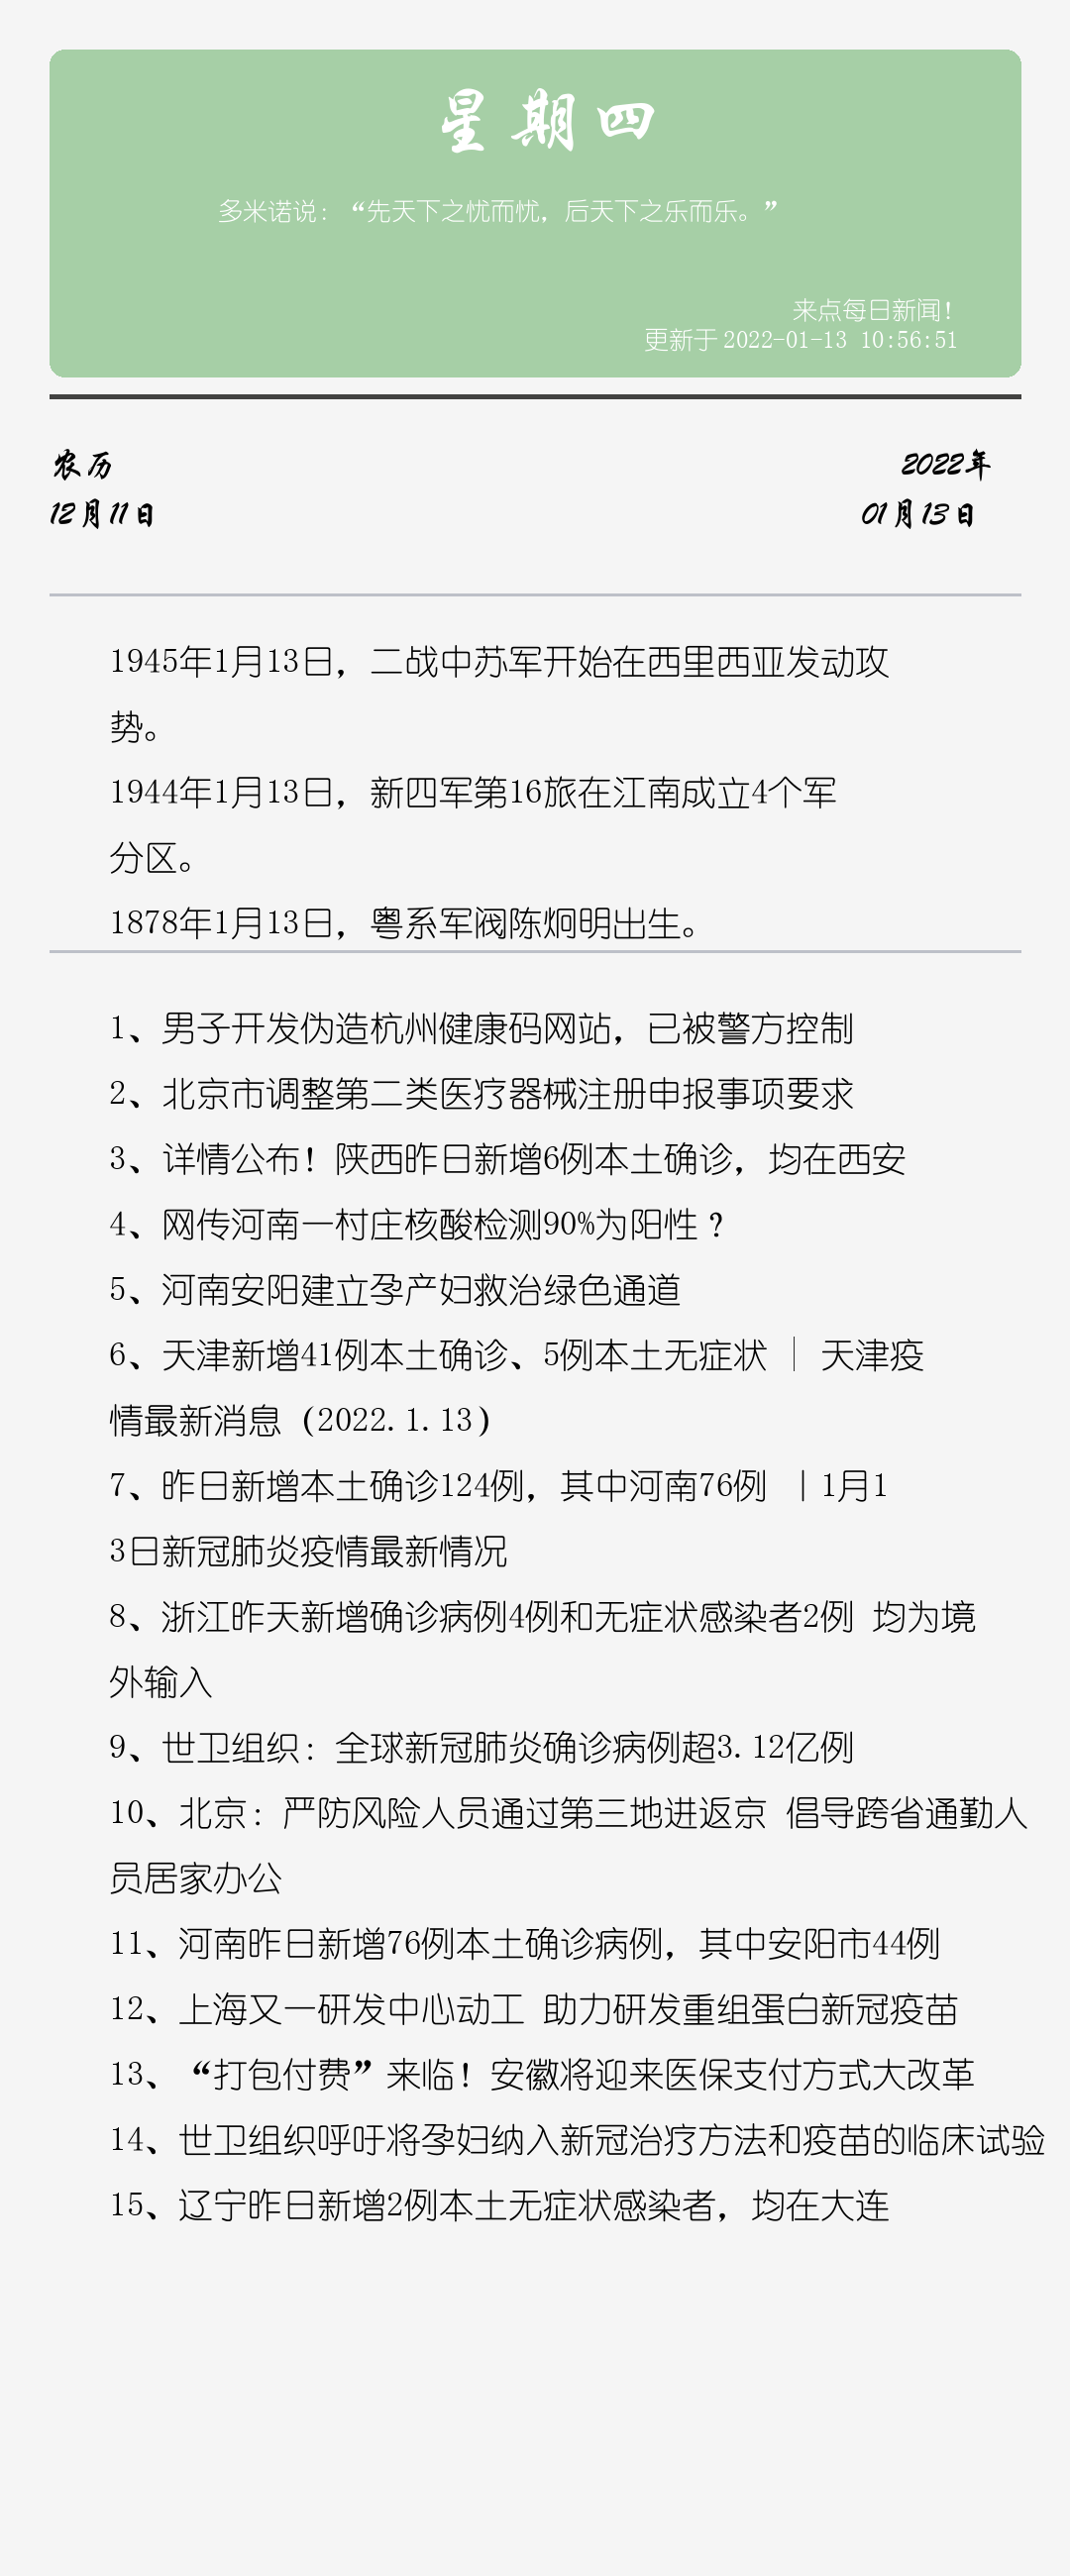 星期四
多米诺说：“先天下之忧而忧，后天下之乐而乐。”
来点每日新闻！
更新于 2022-01-13 10:56:51
农历
2022年
12月11日
01月13日
1945年1月13日，二战中苏军开始在西里西亚发动攻
势。
1944年1月13日，新四军第16旅在江南成立4个军
分区。
1878年1月13日，粤系军阀陈炯明出生。
1、男子开发伪造杭州健康码网站，已被警方控制
2、北京市调整第二类医疗器械注册申报事项要求
3、详情公布！陕西昨日新增6例本土确诊，均在西安
4、网传河南一村庄核酸检测90%为阳性？
5、河南安阳建立孕产妇救治绿色通道
6、天津新增41例本土确诊、5例本土无症状｜天津疫
情最新消息（2022.1.13）
7、昨日新增本土确诊124例，其中河南76例 丨1月1
3日新冠肺炎疫情最新情况
8、浙江昨天新增确诊病例4例和无症状感染者2例 均为境
外输入
9、世卫组织：全球新冠肺炎确诊病例超3.12亿例
10、北京：严防风险人员通过第三地进返京 倡导跨省通勤人
员居家办公
11、河南昨日新增76例本土确诊病例，其中安阳市44例
12、上海又一研发中心动工 助力研发重组蛋白新冠疫苗
13、“打包付费”来临！安徽将迎来医保支付方式大改革
14、世卫组织呼吁将孕妇纳入新冠治疗方法和疫苗的临床试验
15、辽宁昨日新增2例本土无症状感染者，均在大连